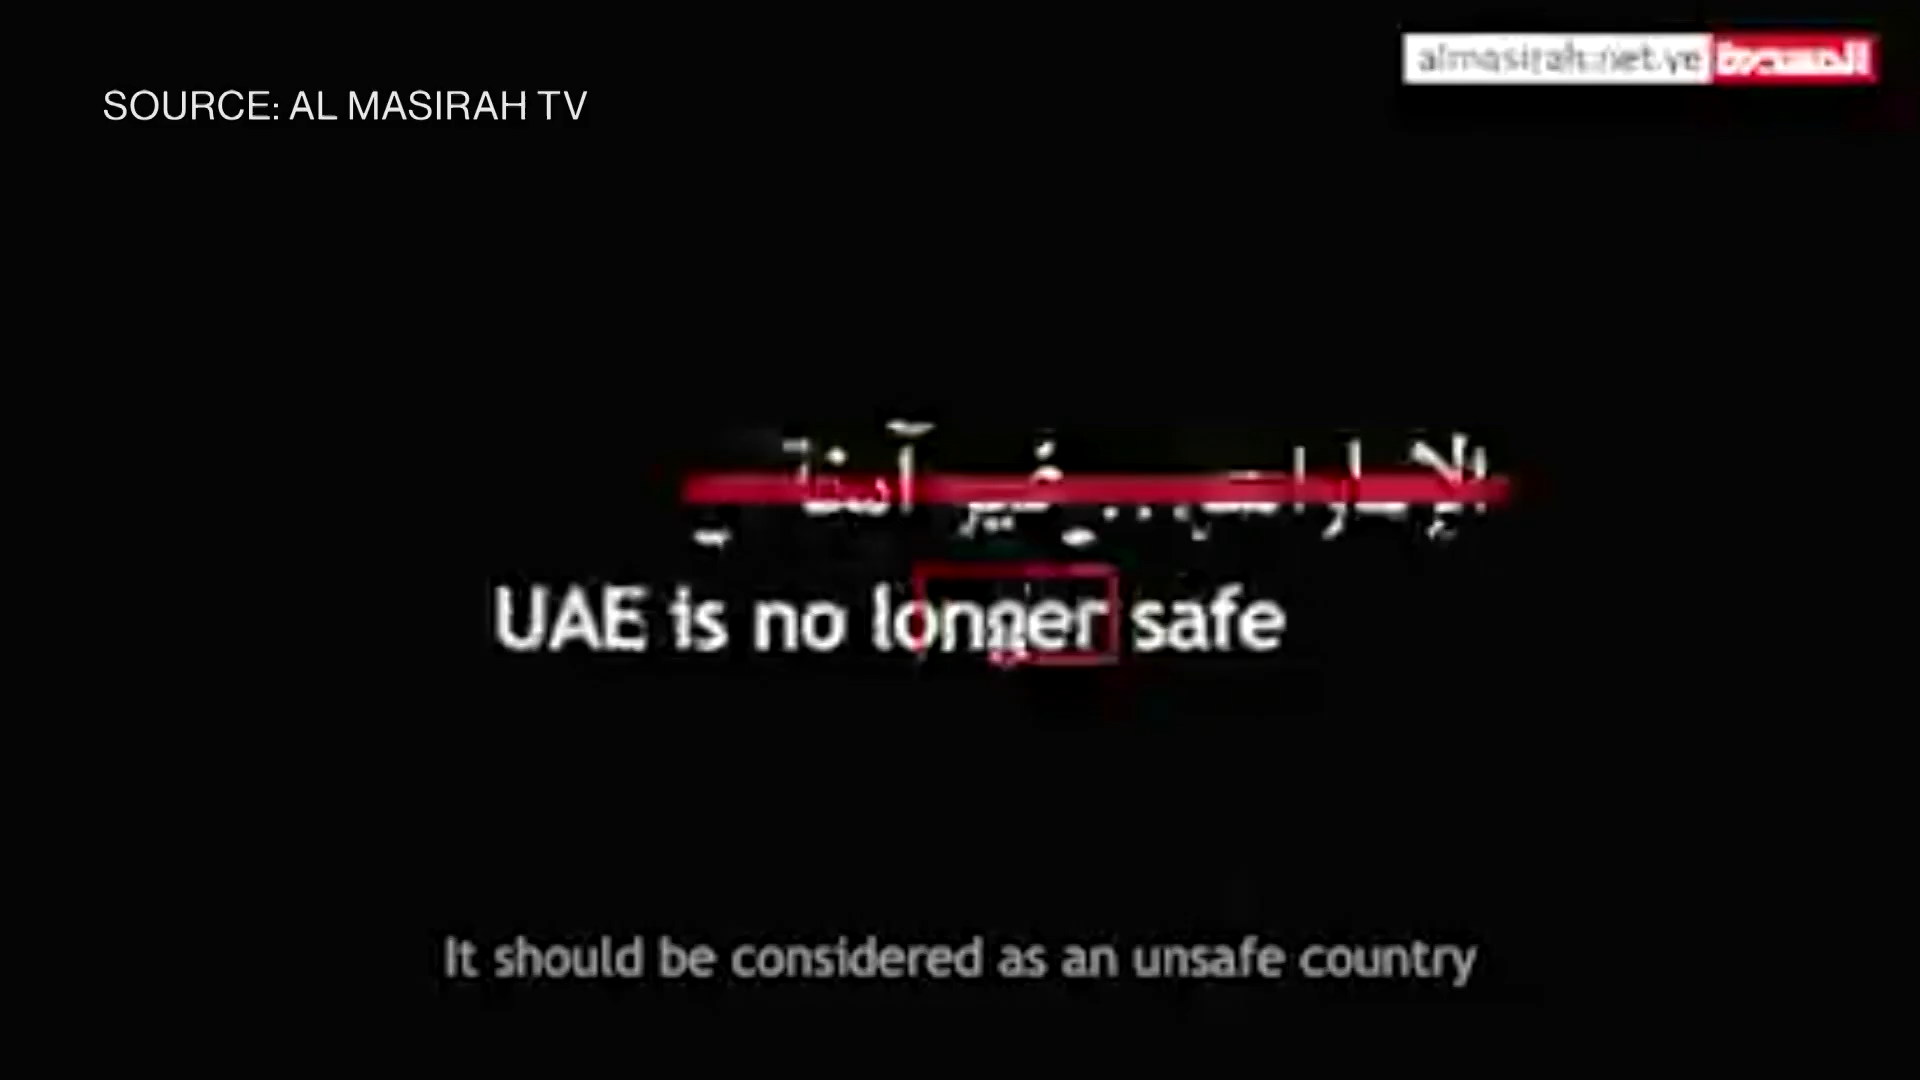 almasirah.net.ye المسيرة
SOURCE: AL MASIRAH TV
الإمارات.. غير آمنة
UAE is no longer safe
It should be considered as an unsafe country